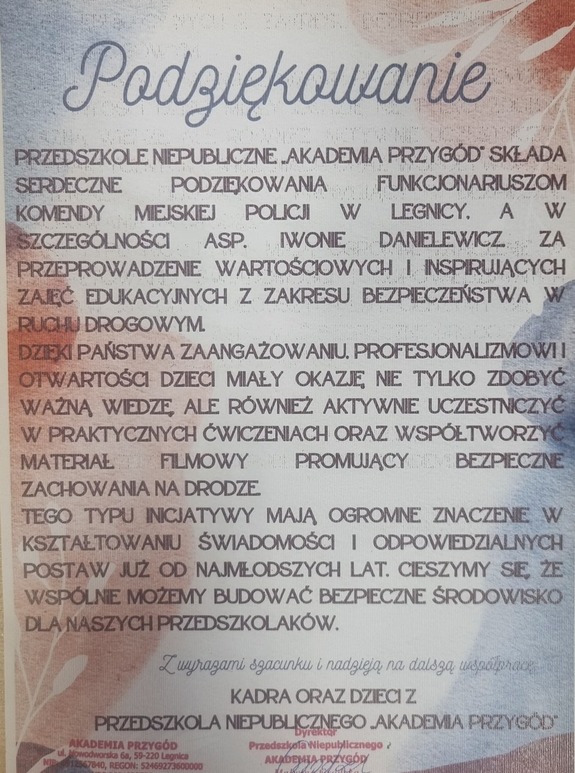 Podziękowanie
PRZEDSZKOLE NIEPUBLICZNE „AKADEMIA PRZYGÓD" SKŁADA
SERDECZNE PODZIĘKOWANIA FUNKCJONARIUSZOM
KOMENDY MIEJSKIEJ POLICJI W LEGNICY, A W
SZCZEGÓLNOŚCI ASP. IWONIE DANIELEWICZ, ZA
PRZEPROWADZENIE WARTOŚCIOWYCH I INSPIRUJĄCYCH
ZAJĘĆ EDUKACYJNYCH Z ZAKRESU BEZPIECZEŃSTWA W
RUCHU DROGOWYM.
DZIĘKI PAŃSTWA ZAANGAŻOWANIU, PROFESJONALIZMOWI I
OTWARTOŚCI DZIECI MIAŁY OKAZJĘ NIE TYLKO ZDOBYĆ
WAŻNĄ WIEDZĘ, ALE RÓWNIEŻ AKTYWNIE UCZESTNICZYĆ
W PRAKTYCZNYCH ĆWICZENIACH ORAZ WSPÓŁTWORZYĆ
MATERIAŁ FILMOWY PROMUJĄCY BEZPIECZNE
ZACHOWANIA NA DRODZE.
TEGO TYPU INICJATYWY MAJĄ OGROMNE ZNACZENIE W
KSZTAŁTOWANIU ŚWIADOMOŚCI I ODPOWIEDZIALNYCH
POSTAW JUŻ OD NAJMŁODSZYCH LAT. CIESZYMY SIĘ, ŻE
WSPÓLNIE MOŻEMY BUDOWAĆ BEZPIECZNE ŚRODOWISKO
DLA NASZYCH PRZEDSZKOLAKÓW.
Z wyrazami szacunku i nadzieją na dalszą współpracę,
KADRA ORAZ DZIECI Z
PRZEDSZKOLA NIEPUBLICZNEGO „AKADEMIA PRZYGÓD"
AKADEMIA PRZYGÓD
ul. Nowodworska 6a, 59-220 Legnica
REGON: 52469273600000
Dyrektor
Przedszkola Niepublicznego
AKADEMIA PRZYGÓD